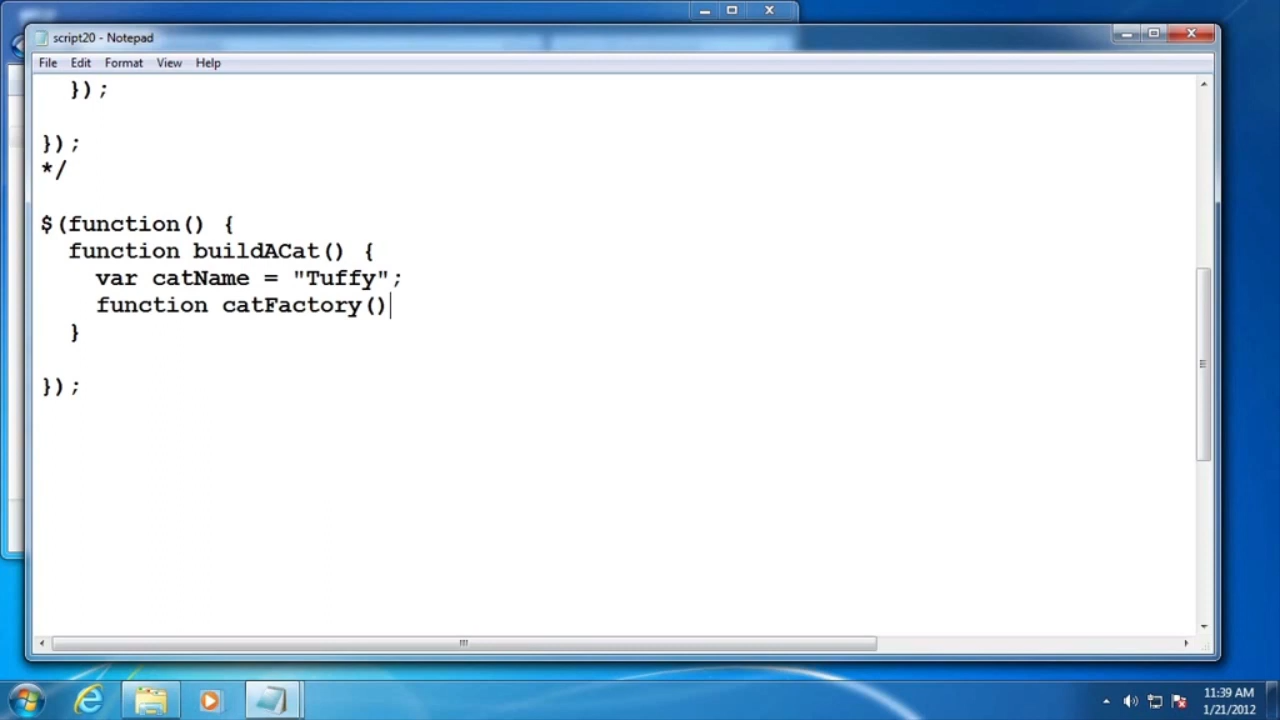 script20 - Notepad
File Edit Format View Help
});
});
*/
$(function() {
function buildACat() {
var catName = "Tuffy";
function catFactory()
}
});
11:39 AM
1/21/2012